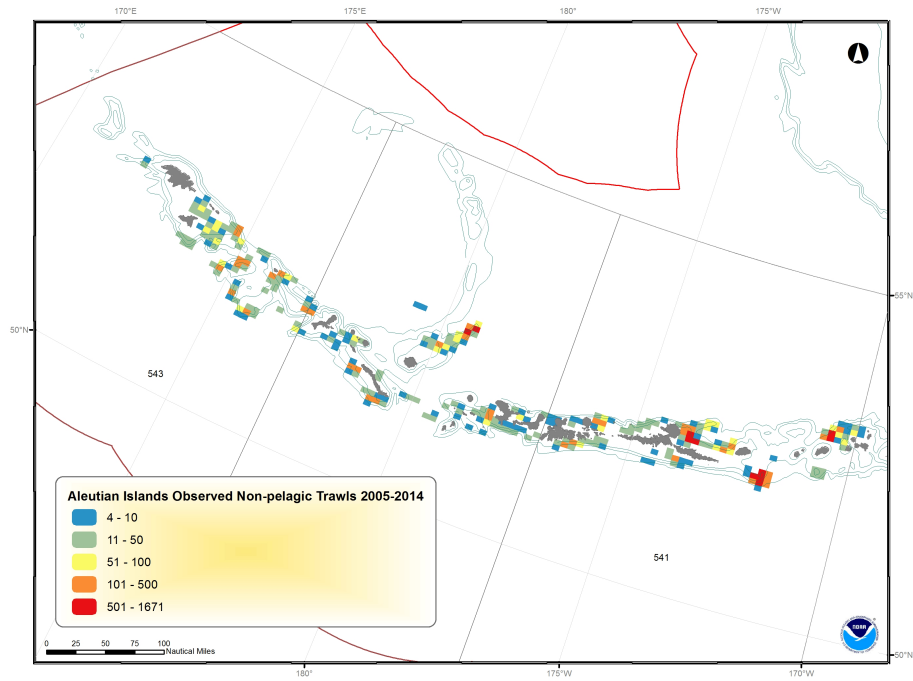 170°E 175°E 180° 175°W
55°N
50°N
543
Aleutian Islands Observed Non-pelagic Trawls 2005-2014
4 - 10
11 - 50
51 - 100
101 - 500
501 - 1671
541
NOAA
0 25 50 75 100
Nautical Miles
50°N
180° 175°W 170°W